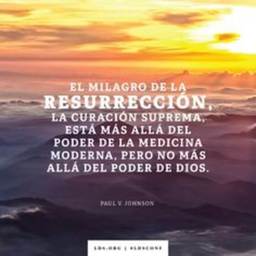 EL MILAGRO DE LA
RESURRECCIÓN,
LA CURACIÓN SUPREMA,
ESTÁ MÁS ALLÁ DEL
PODER DE LA MEDICINA
MODERNA, PERO NO MÁS
ALLÁ DEL PODER DE DIOS.
PAUL V. JOHNSON
LDS.ORG | #LDSCONF